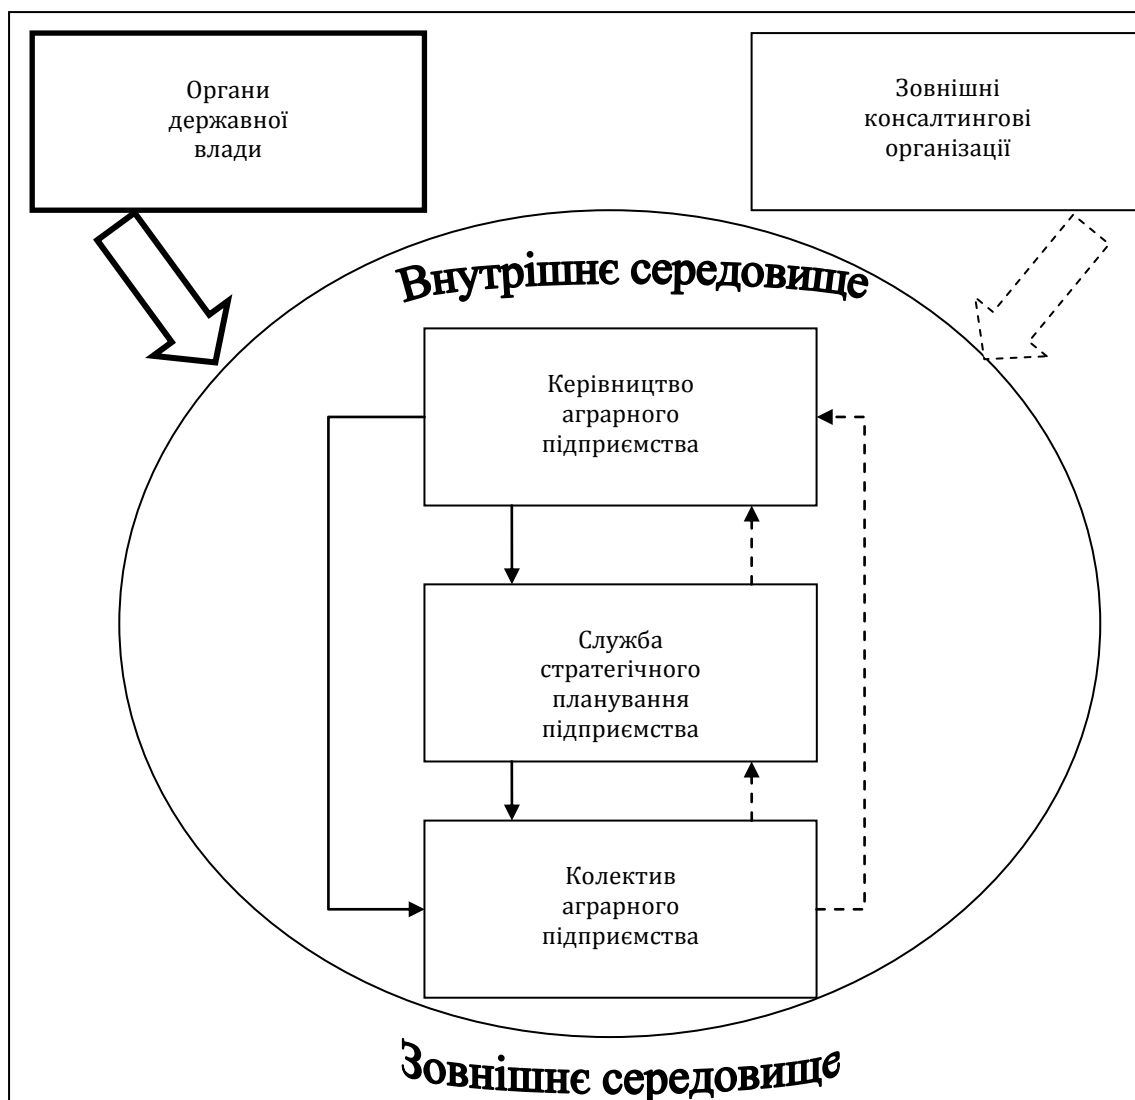 Органи
державної
влади
Зовнішні
консалтингові
організації
Внутрішнє середовище
Керівництво
аграрного
підприємства
Служба
стратегічного
планування
підприємства
Колектив
аграрного
підприємства
Зовнішнє середовище